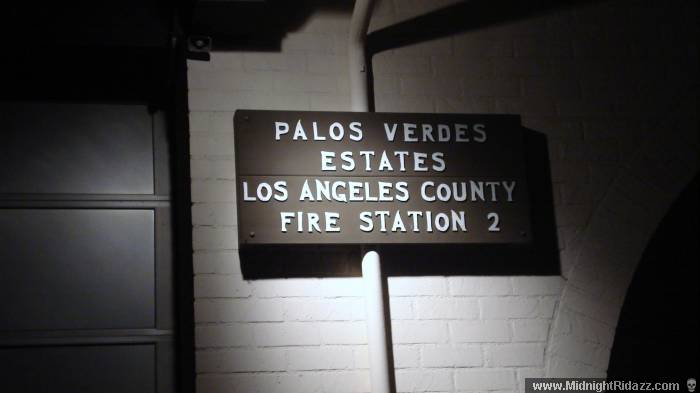 PALOS VERDES
ESTATES
LOS ANGELES COUNTY
FIRE STATION 2
www.MidnightRidazz.com